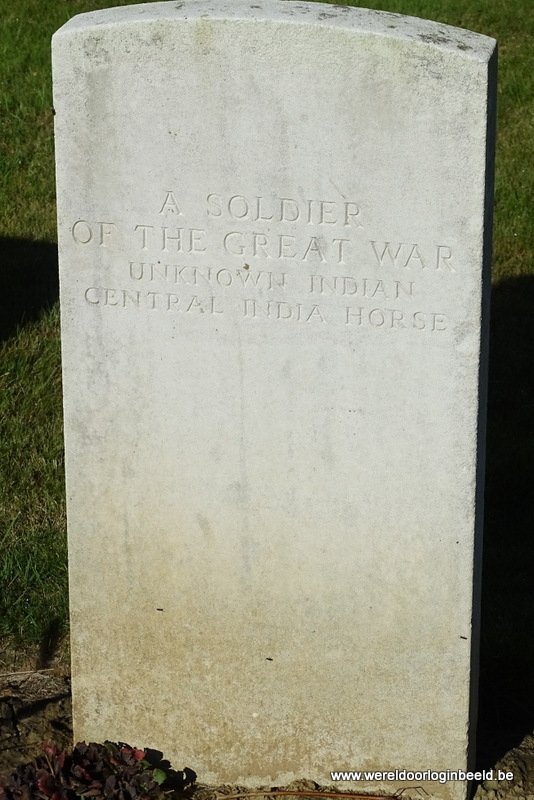 A SOLDIER
OF THE GREAT WAR
UNKNOWN INDIAN
CENTRAL INDIA HORSE
www.wereldoorloginbeeld.be